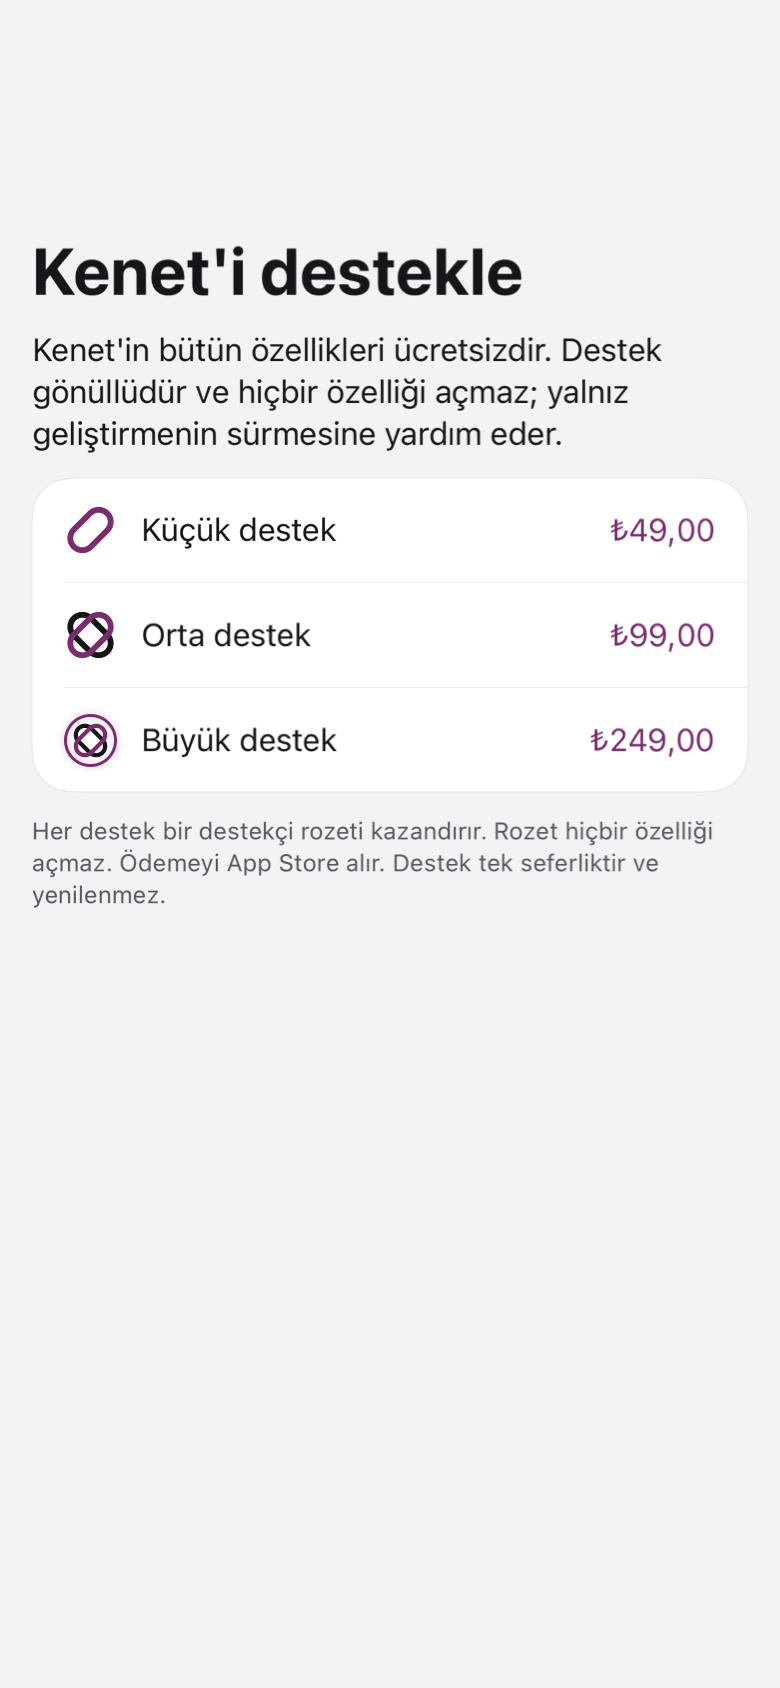 Kenet'i destekle
Kenet'in bütün özellikleri ücretsizdir. Destek
gönüllüdür ve hiçbir özelliği açmaz; yalnız
geliştirmenin sürmesine yardım eder.
Küçük destek ₺49,00
Orta destek ₺99,00
Büyük destek ₺249,00
Her destek bir destekçi rozeti kazandırır. Rozet hiçbir özelliği
açmaz. Ödemeyi App Store alır. Destek tek seferliktir ve
yenilenmez.